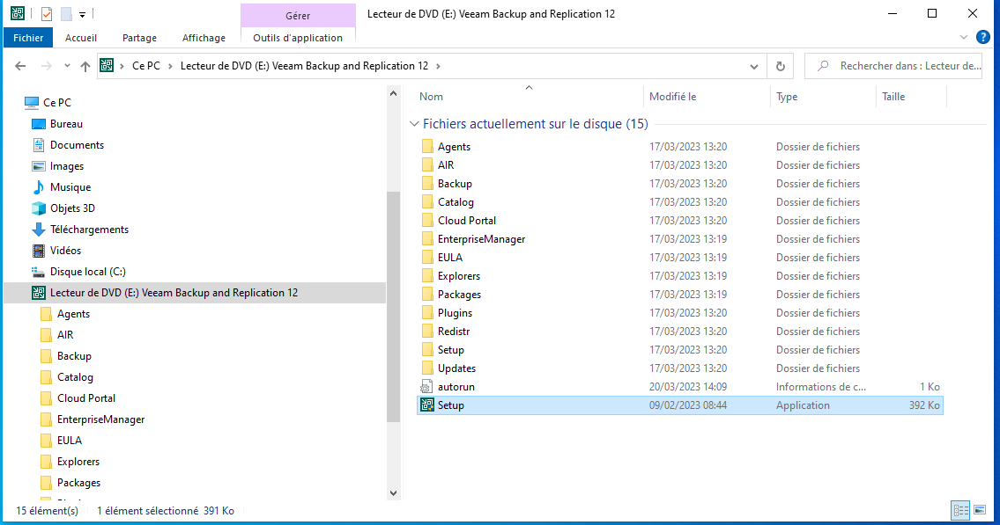 Gérer
Lecteur de DVD (E:) Veeam Backup and Replication 12
Fichier
Accueil
Partage
Affichage
Outils d'application
Ce PC
Lecteur de DVD (E:) Veeam Backup and Replication 12
Rechercher dans : Lecteur de...
Ce PC
Bureau
Documents
Images
Musique
Objets 3D
Téléchargements
Vidéos
Disque local (C:)
Lecteur de DVD (E:) Veeam Backup and Replication 12
Agents
AIR
Backup
Catalog
Cloud Portal
EnterpriseManager
EULA
Explorers
Packages
Nom Modifié le Type Taille
Fichiers actuellement sur le disque (15)
Agents 17/03/2023 13:20 Dossier de fichiers
AIR 17/03/2023 13:20 Dossier de fichiers
Backup 17/03/2023 13:20 Dossier de fichiers
Catalog 17/03/2023 13:20 Dossier de fichiers
Cloud Portal 17/03/2023 13:20 Dossier de fichiers
EnterpriseManager 17/03/2023 13:19 Dossier de fichiers
EULA 17/03/2023 13:19 Dossier de fichiers
Explorers 17/03/2023 13:19 Dossier de fichiers
Packages 17/03/2023 13:19 Dossier de fichiers
Plugins 17/03/2023 13:20 Dossier de fichiers
Redistr 17/03/2023 13:20 Dossier de fichiers
Setup 17/03/2023 13:20 Dossier de fichiers
Updates 17/03/2023 13:20 Dossier de fichiers
autorun 20/03/2023 14:09 Informations de c... 1 Ko
Setup 09/02/2023 08:44 Application 392 Ko
15 élément(s)
1 élément sélectionné 391 Ko